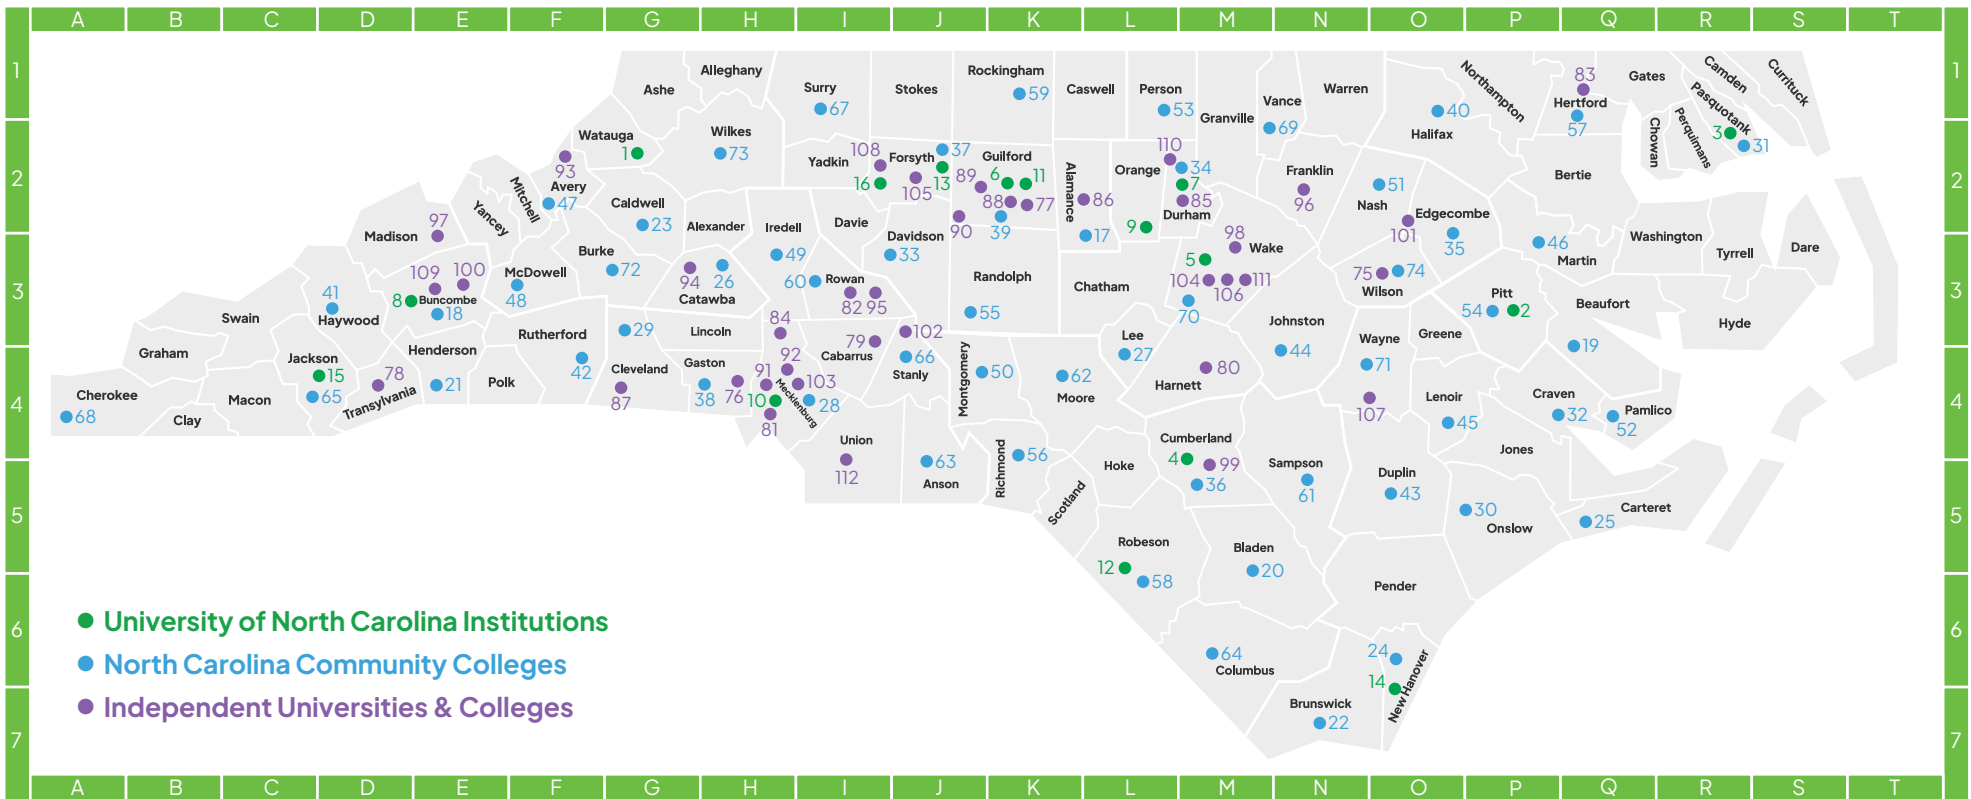 A B C D E F G H I J K L M N O P Q R S T
1 1
Alleghany
Ashe
Surry
67
Stokes
Rockingham
59
Caswell
Person
53
Granville
Vance
69
Warren
40
Halifax
Northampton
83
Hertford
57
Gates
Camden
Currituck
Pasquotank
3
31
Perquimans
Chowan
2 2
Watauga
1
Wilkes
73
Yadkin
108
16
Forsyth
37
13
105
Guilford
89
6
11
88
77
90
39
Alamance
86
17
Orange
110
9
34
7
85
Durham
Franklin
96
51
Nash
101
Edgecombe
35
Bertie
93
Avery
47
Mitchell
Yancey
97
Madison
Caldwell
23
Alexander
Iredell
49
Davie
Davidson
33
98
Wake
5
46
Martin
Washington
Tyrrell
Dare
3 3
Burke
72
McDowell
48
109
100
8
Buncombe
18
41
Haywood
Swain
Graham
94
26
Catawba
60
Rowan
82
95
Randolph
55
Chatham
104
106
111
70
75
74
Wilson
Pitt
54
2
Beaufort
Hyde
Rutherford
42
29
Lincoln
84
79
102
Cabarrus
66
Stanly
Lee
27
Johnston
44
Wayne
71
Greene
19
4 4
Cherokee
68
Clay
Macon
Jackson
15
65
78
Transylvania
Henderson
21
Polk
Cleveland
87
Gaston
38
76
91
92
103
10
Mecklenburg
28
81
Montgomery
50
62
Moore
80
Harnett
107
Lenoir
45
Craven
32
Pamlico
52
Union
112
63
Anson
Richmond
56
Hoke
Cumberland
4
99
36
Sampson
61
Jones
5 5
Scotland
Duplin
43
30
Onslow
25
Carteret
Robeson
12
58
Bladen
20
Pender
6 6
University of North Carolina Institutions
North Carolina Community Colleges
Independent Universities & Colleges
64
Columbus
24
14
New Hanover
Brunswick
22
7 7
A B C D E F G H I J K L M N O P Q R S T